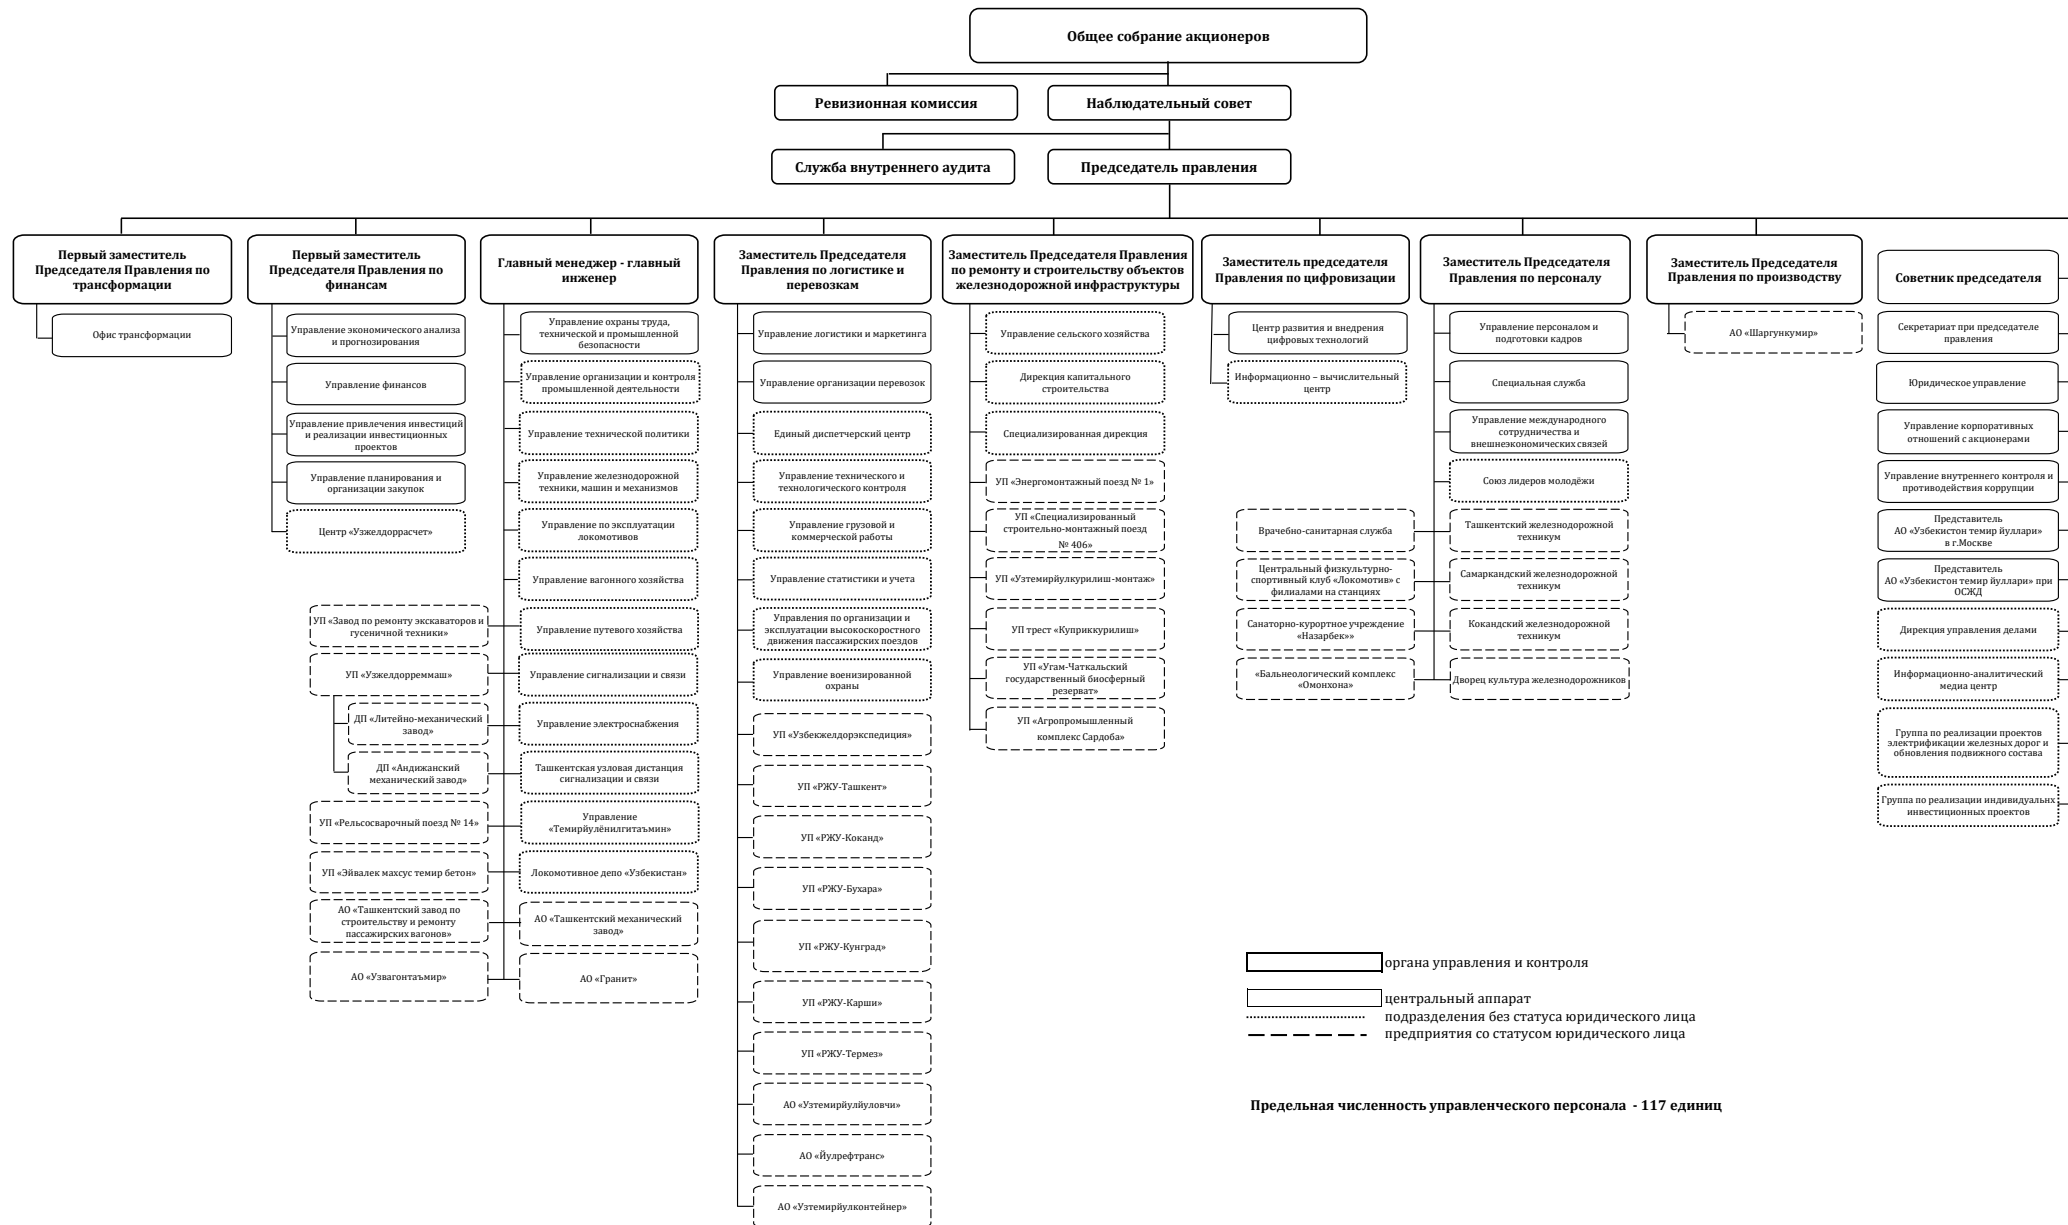 Общее собрание акционеров
Ревизионная комиссия
Наблюдательный совет
Служба внутреннего аудита
Председатель правления
Первый заместитель
Председателя Правления по
трансформации
Офис трансформации
Первый заместитель
Председателя Правления по
финансам
Управление экономического анализа
и прогнозирования
Управление финансов
Управление привлечения инвестиций
и реализации инвестиционных
проектов
Управление планирования и
организации закупок
Центр «Узжелдоррасчет»
Главный менеджер - главный
инженер
Управление охраны труда,
технической и промышленной
безопасности
Управление организации и контроля
промышленной деятельности
Управление технической политики
Управление железнодорожной
техники, машин и механизмов
Управление по эксплуатации
локомотивов
Управление вагонного хозяйства
УП «Завод по ремонту экскаваторов и
гусеничной техники»
Управление путевого хозяйства
УП «Узжелдорреммаш»
Управление сигнализации и связи
ДП «Литейно-механический
завод»
Управление электроснабжения
ДП «Андижанский
механический завод»
Ташкентская узловая дистанция
сигнализации и связи
УП «Рельсосварочный поезд № 14»
Управление
«Темирйулёнилгитаъмин»
УП «Эйвалек махсус темир бетон»
Локомотивное депо «Узбекистан»
АО «Ташкентский завод по
строительству и ремонту
пассажирских вагонов»
АО «Ташкентский механический
завод»
АО «Узвагонтаъмир»
АО «Гранит»
Заместитель Председателя
Правления по логистике и
перевозкам
Управление логистики и маркетинга
Управление организации перевозок
Единый диспетчерский центр
Управление технического и
технологического контроля
Управление грузовой и
коммерческой работы
Управление статистики и учета
Управления по организации и
эксплуатации высокоскоростного
движения пассажирских поездов
Управление военизированной
охраны
УП «Узбекжелдорэкспедиция»
УП «РЖУ-Ташкент»
УП «РЖУ-Коканд»
УП «РЖУ-Бухара»
УП «РЖУ-Кунград»
УП «РЖУ-Карши»
УП «РЖУ-Термез»
АО «Узтемирйулйуловчи»
АО «Йулрефтранс»
АО «Узтемирйулконтейнер»
Заместитель Председателя Правления
по ремонту и строительству объектов
железнодорожной инфраструктуры
Управление сельского хозяйства
Дирекция капитального
строительства
Специализированная дирекция
УП «Энергомонтажный поезд № 1»
УП «Специализированный
строительно-монтажный поезд
№ 406»
УП «Узтемирйулкурилиш-монтаж»
УП трест «Куприккурилиш»
УП «Угам-Чаткальский
государственный биосферный
резерват»
УП «Агропромышленный
комплекс Сардоба»
Заместитель председателя
Правления по цифровизации
Центр развития и внедрения
цифровых технологий
Информационно – вычислительный
центр
Заместитель Председателя
Правления по персоналу
Управление персоналом и
подготовки кадров
Специальная служба
Управление международного
сотрудничества и
внешнеэкономических связей
Союз лидеров молодёжи
Врачебно-санитарная служба
Ташкентский железнодорожной
техникум
Центральный физкультурно-
спортивный клуб «Локомотив» с
филиалами на станциях
Самаркандский железнодорожной
техникум
Санаторно-курортное учреждение
«Назарбек»»
Кокандский железнодорожной
техникум
«Бальнеологический комплекс
«Омонхона»
Дворец культура железнодорожников
Заместитель Председателя
Правления по производству
АО «Шаргункумир»
Советник председателя
Секретариат при председателе
правления
Юридическое управление
Управление корпоративных
отношений с акционерами
Управление внутреннего контроля и
противодействия коррупции
Представитель
АО «Узбекистон темир йуллари»
в г.Москве
Представитель
АО «Узбекистон темир йуллари» при
ОСЖД
Дирекция управления делами
Информационно-аналитический
медиа центр
Группа по реализации проектов
электрификации железных дорог и
обновления подвижного состава
Группа по реализации индивидуальнх
инвестиционных проектов
органа управления и контроля
центральный аппарат
подразделения без статуса юридического лица
предприятия со статусом юридического лица
Предельная численность управленческого персонала - 117 единиц